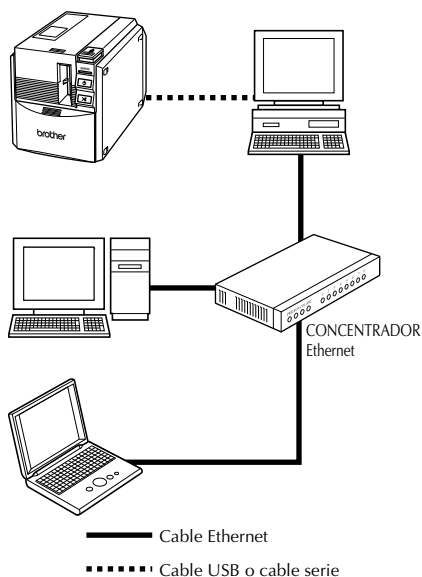 brother
CONCENTRADOR
Ethernet
Cable Ethernet
Cable USB o cable serie